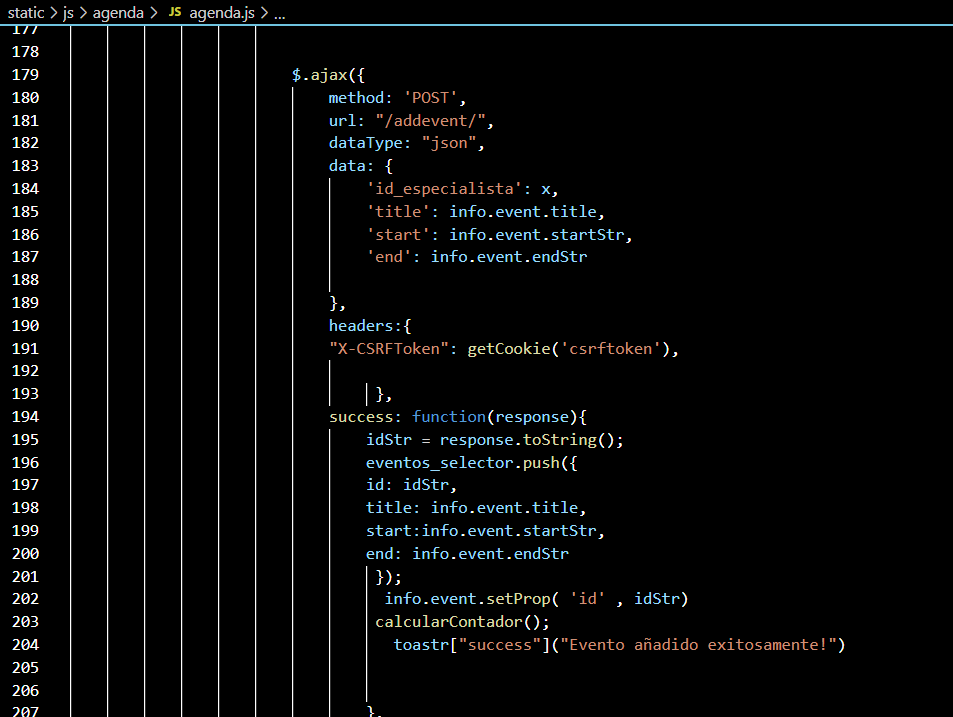 static > js > agenda > JS agenda.js > ...
177
178
179 $.ajax({
180 method: 'POST',
181 url: "/addevent/",
182 dataType: "json",
183 data: {
184 'id_especialista': x,
185 'title': info.event.title,
186 'start': info.event.startStr,
187 'end': info.event.endStr
188
189 },
190 headers:{
191 "X-CSRFToken": getCookie('csrftoken'),
192
193 },
194 success: function(response){
195 idStr = response.toString();
196 eventos_selector.push({
197 id: idStr,
198 title: info.event.title,
199 start:info.event.startStr,
200 end: info.event.endStr
201 });
202 info.event.setProp( 'id' , idStr)
203 calcularContador();
204 toastr["success"]("Evento añadido exitosamente!")
205
206
207 },